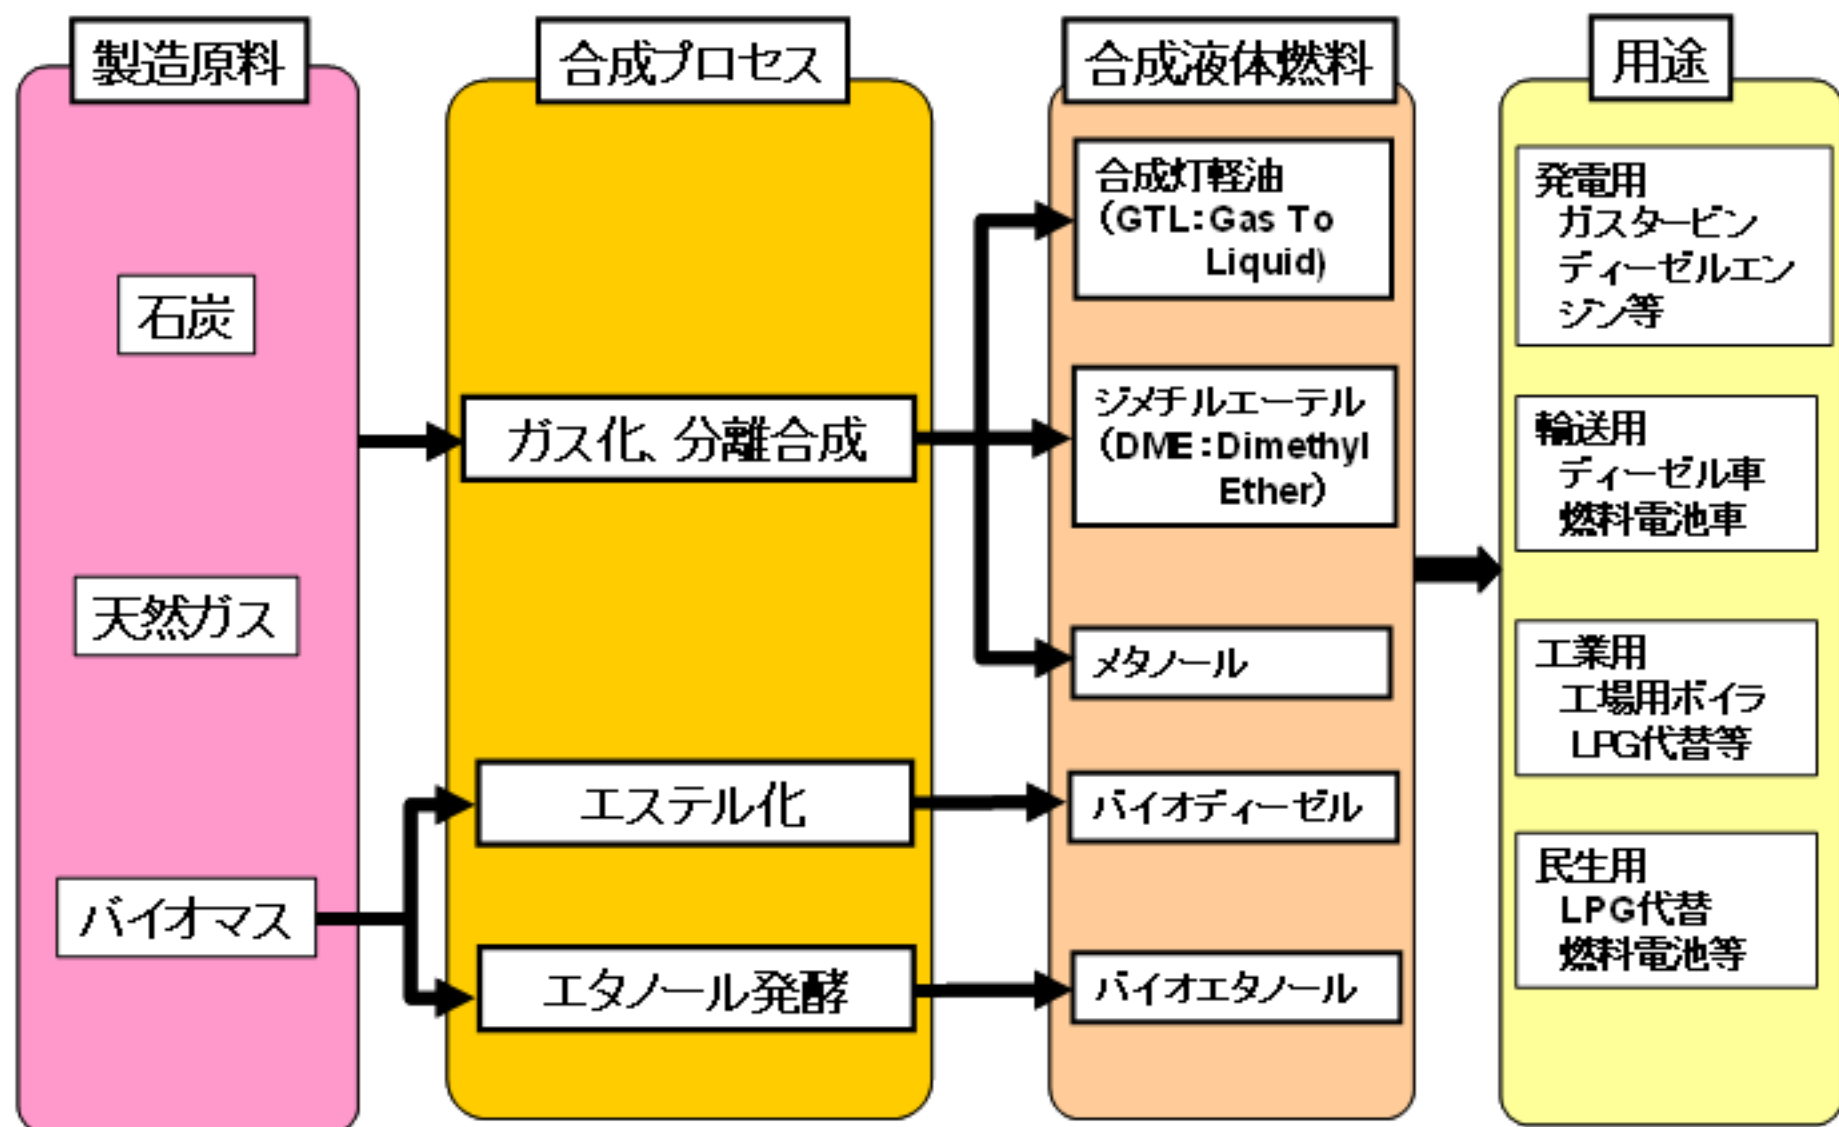 製造原料
石炭
天然ガス
バイオマス
合成プロセス
ガス化、分離合成
エステル化
エタノール発酵
合成液体燃料
合成灯軽油
（GTL：Gas To
Liquid)
ジメチルエーテル
（DME：Dimethyl
Ether）
メタノール
バイオディーゼル
バイオエタノール
用途
発電用
ガスタービン
ディーゼルエン
ジン等
輸送用
ディーゼル車
燃料電池車
工業用
工場用ボイラ
LPG代替等
民生用
LPG代替
燃料電池等